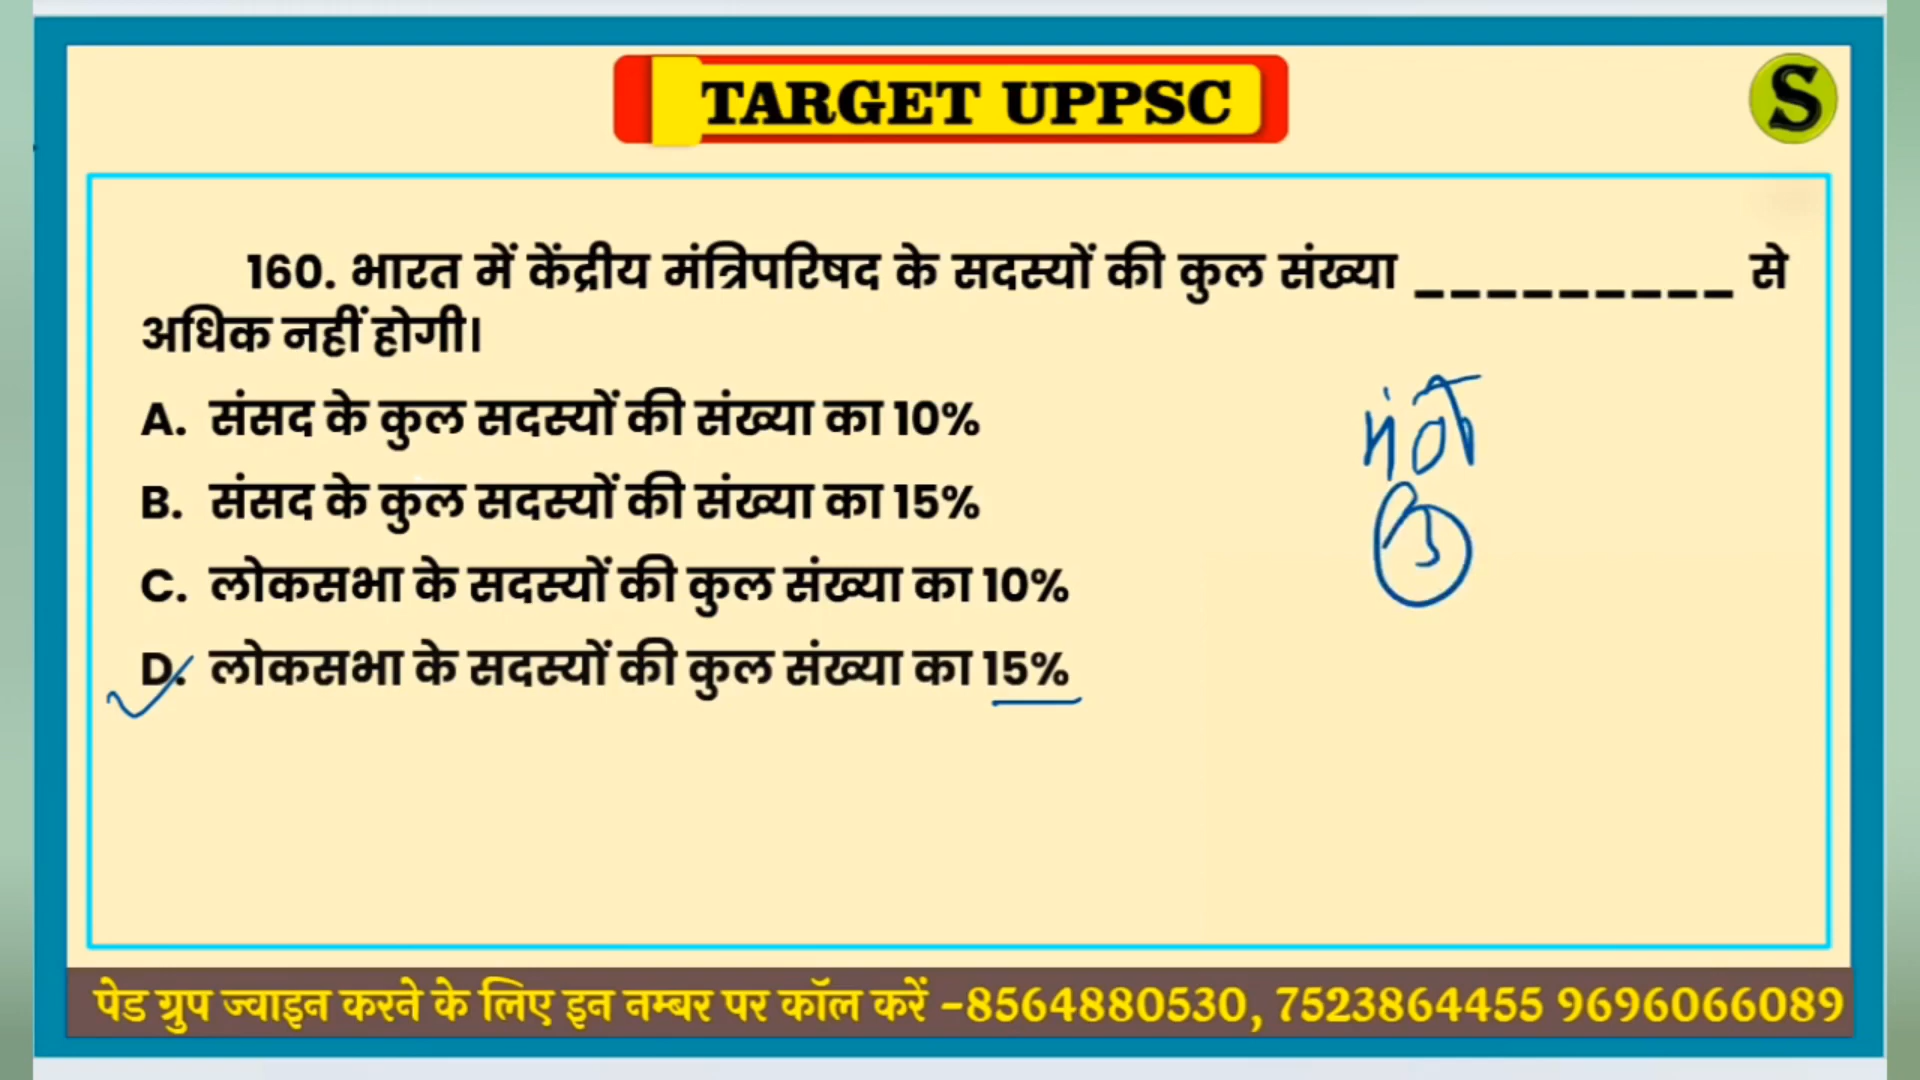 TARGET UPPSC
S
160. भारत में केंद्रीय मंत्रिपरिषद के सदस्यों की कुल संख्या _________ से
अधिक नहीं होगी।
A. संसद के कुल सदस्यों की संख्या का 10%
B. संसद के कुल सदस्यों की संख्या का 15%
C. लोकसभा के सदस्यों की कुल संख्या का 10%
D. लोकसभा के सदस्यों की कुल संख्या का 15%
पेड ग्रुप ज्वाइन करने के लिए इन नम्बर पर कॉल करें -8564880530, 7523864455 9696066089